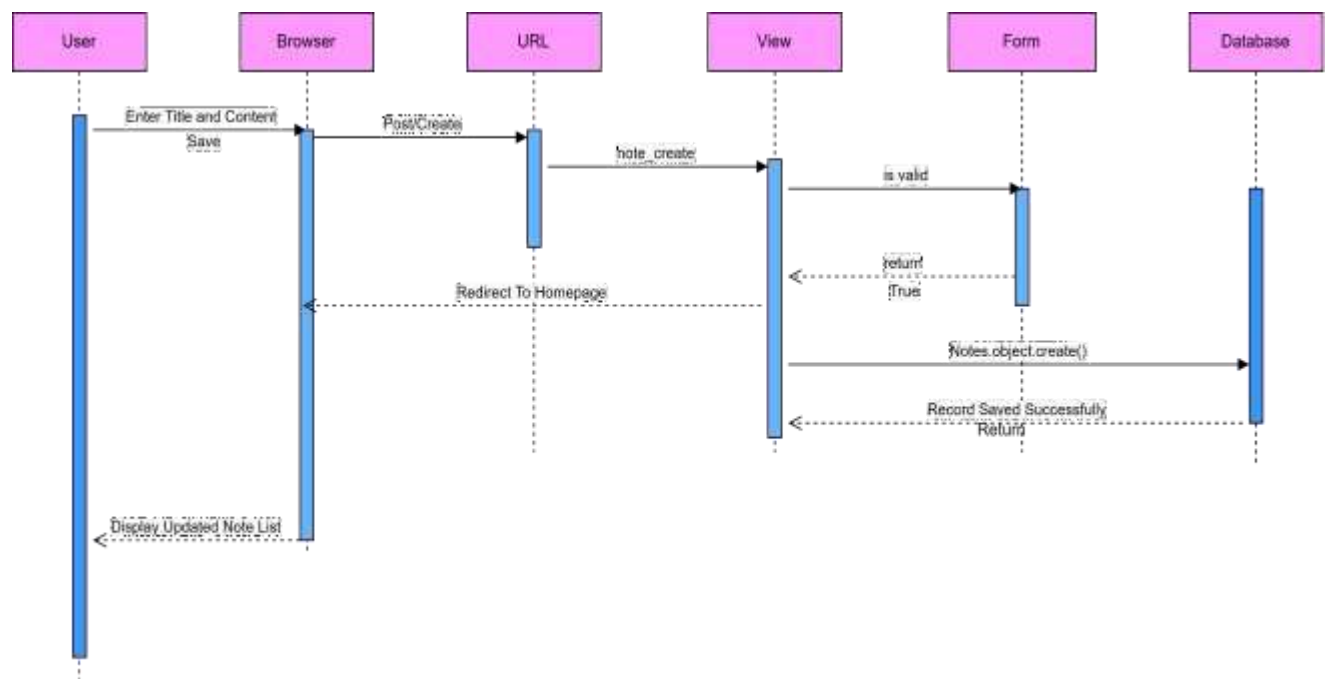 User
Browser
URL
View
Form
Database
Enter Title and Content
Save
Post/Create
note_create
is valid
return
True
Redirect To Homepage
Notes.object.create()
Record Saved Successfully
Return
Display Updated Note List